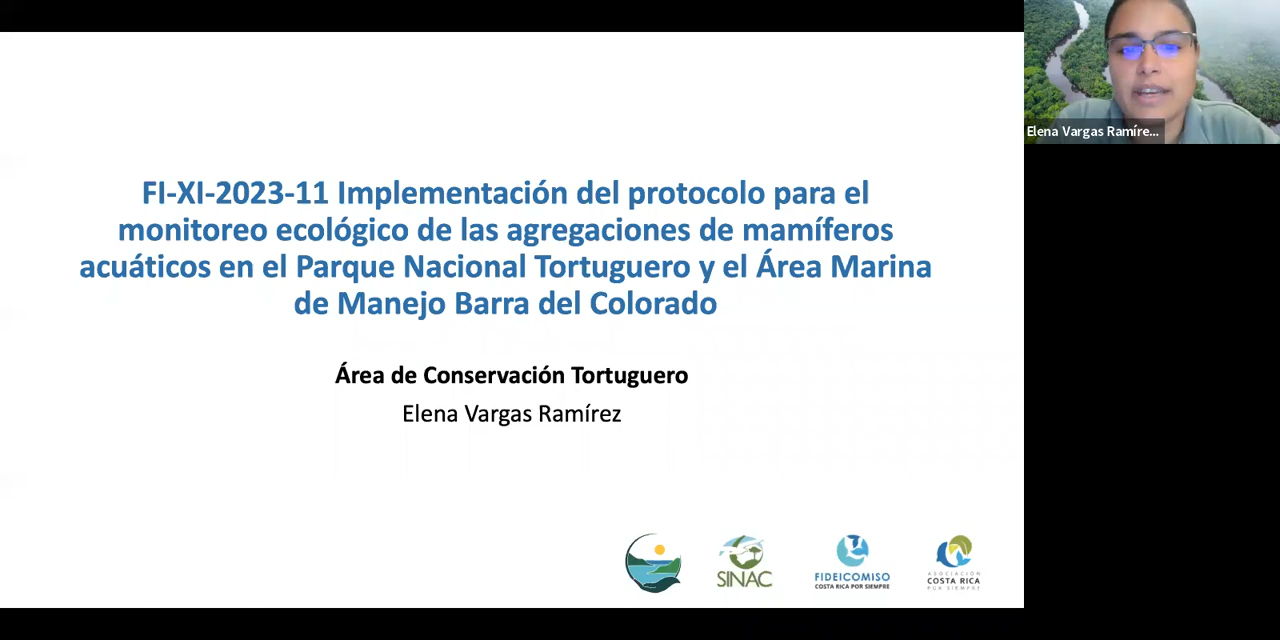 Elena Vargas Ramíre...
FI-XI-2023-11 Implementación del protocolo para el
monitoreo ecológico de las agregaciones de mamíferos
acuáticos en el Parque Nacional Tortuguero y el Área Marina
de Manejo Barra del Colorado
Área de Conservación Tortuguero
Elena Vargas Ramírez
SINAC
FIDEICOMISO
COSTA RICA POR SIEMPRE
ASOCIACIÓN
COSTA RICA
POR SIEMPRE